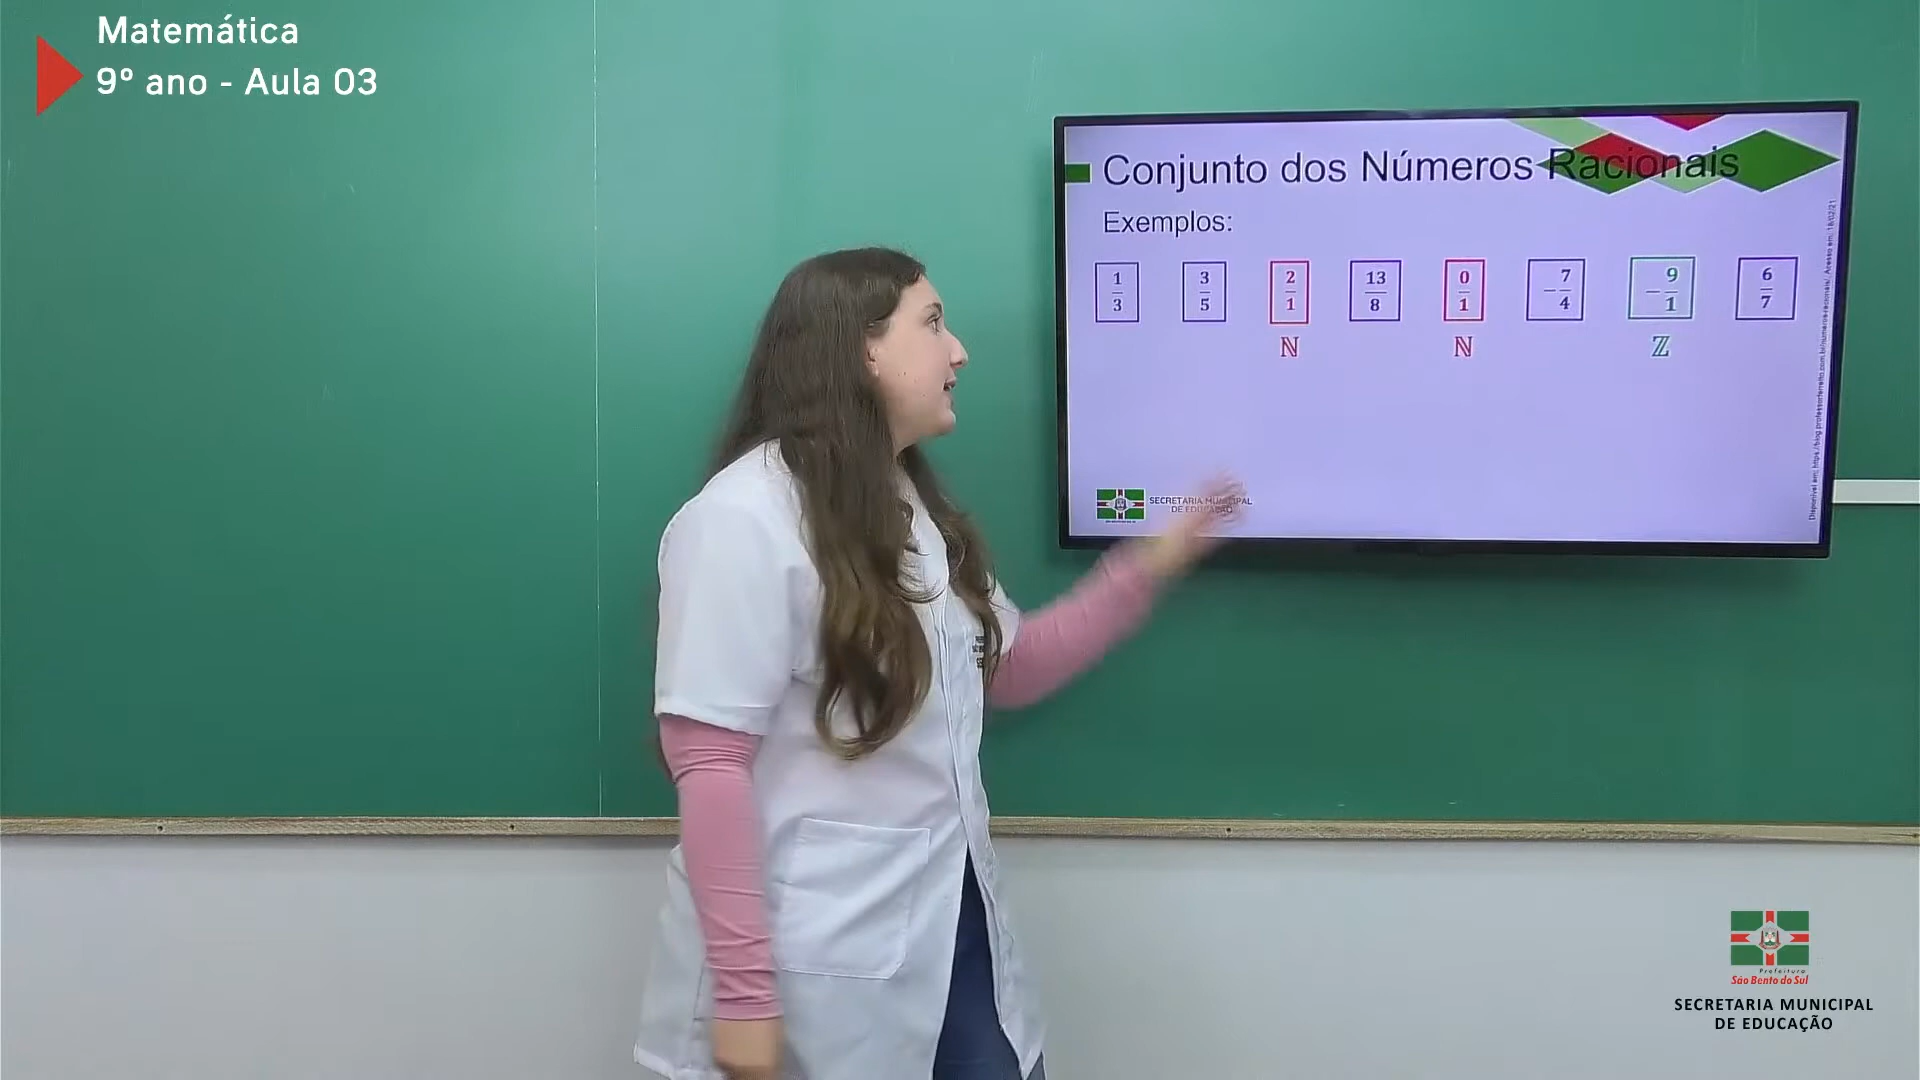 Matemática
9º ano - Aula 03
Conjunto dos Números Racionais
Exemplos:
1/3 3/5 2/1 13/8 0/1 -7/4 -9/1 6/7
ℕ ℕ ℤ
SECRETARIA MUNICIPAL
DE EDUCAÇÃO
Prefeitura
São Bento do Sul
SECRETARIA MUNICIPAL
DE EDUCAÇÃO